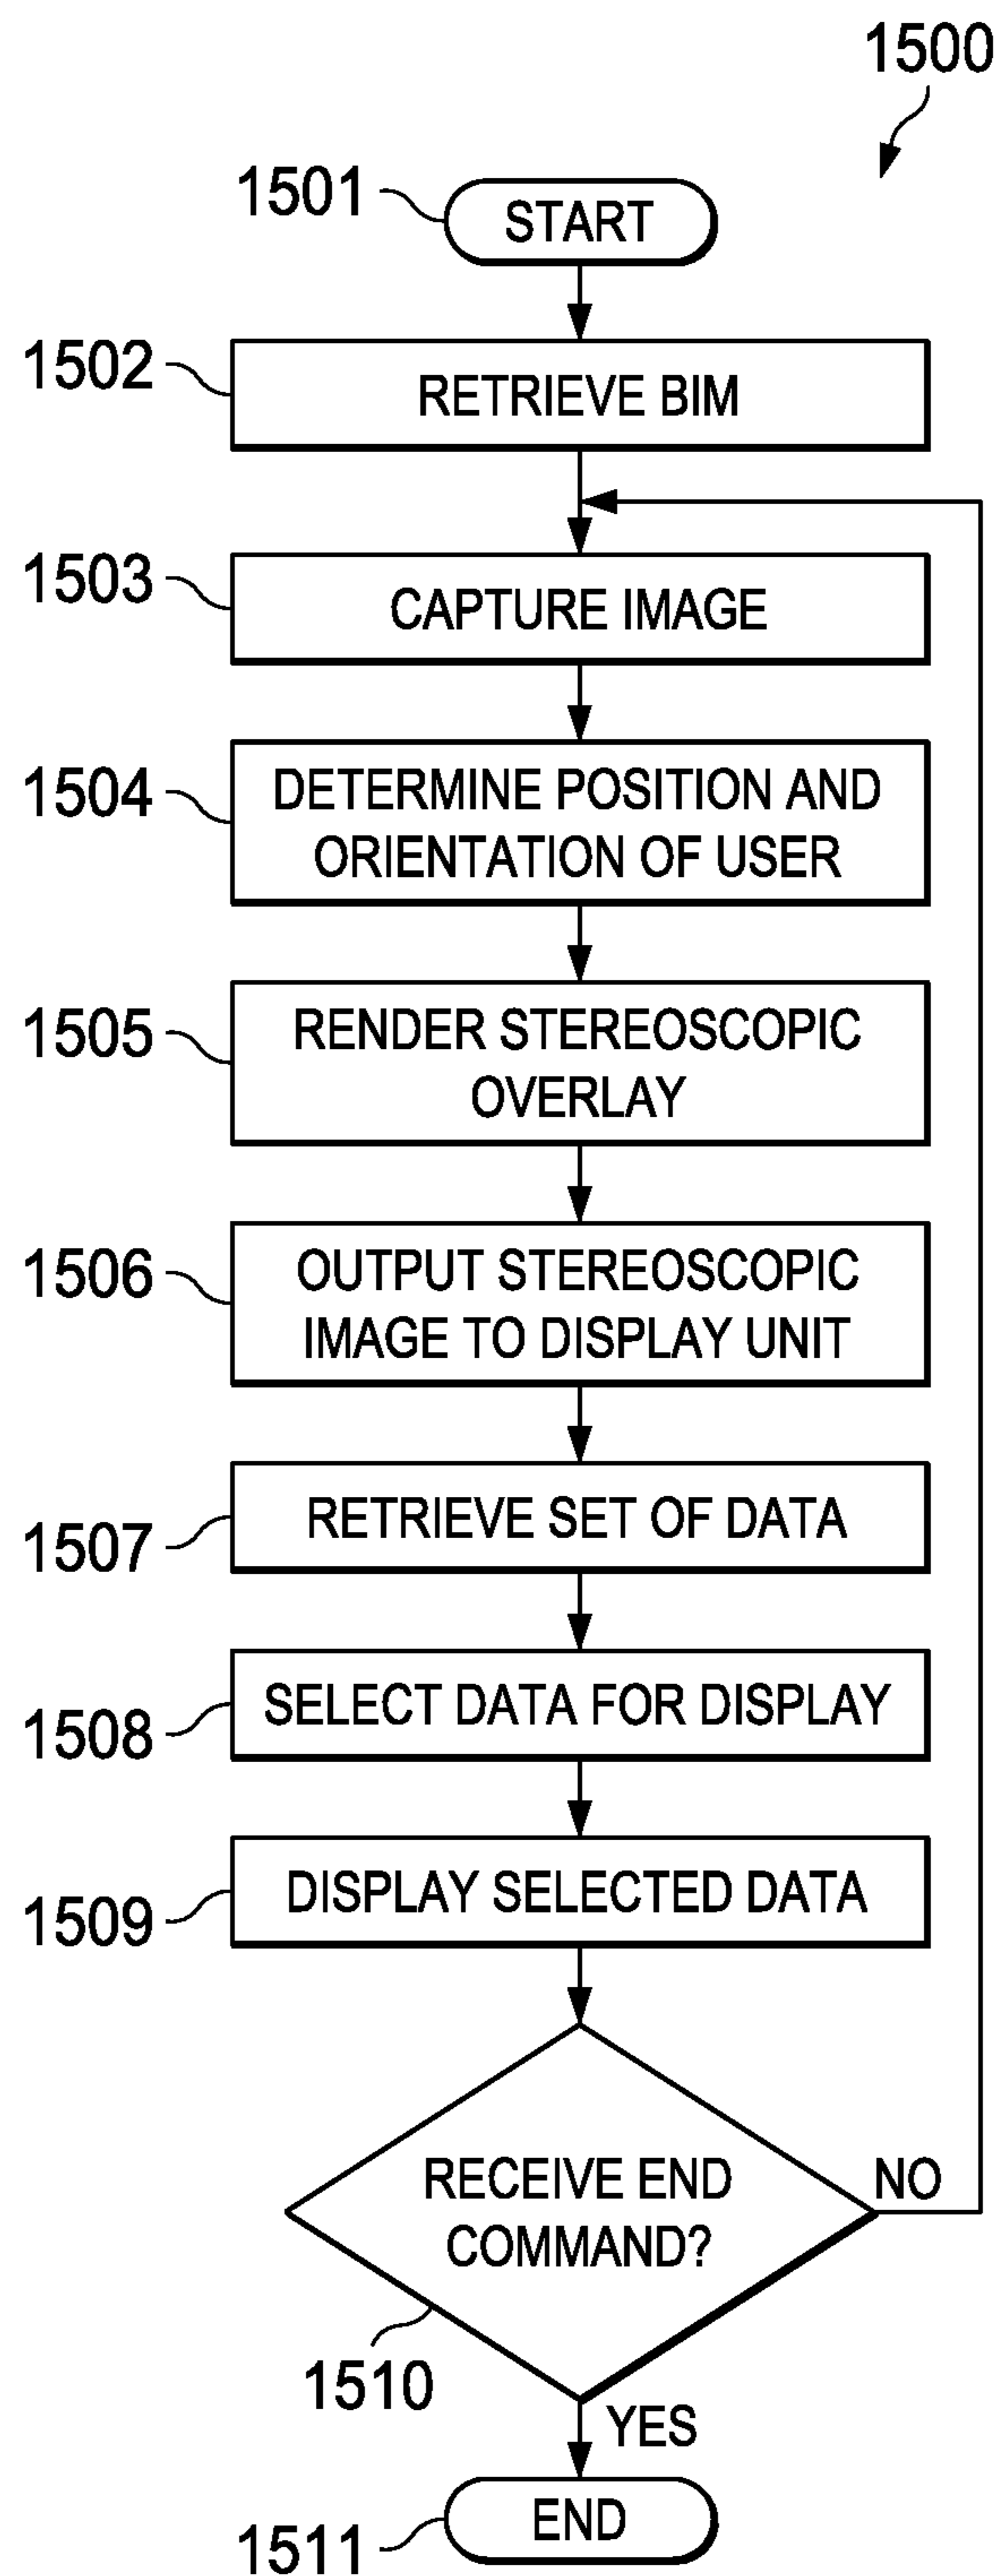 1500
1501
START
1502
RETRIEVE BIM
1503
CAPTURE IMAGE
1504
DETERMINE POSITION AND
ORIENTATION OF USER
1505
RENDER STEREOSCOPIC
OVERLAY
1506
OUTPUT STEREOSCOPIC
IMAGE TO DISPLAY UNIT
1507
RETRIEVE SET OF DATA
1508
SELECT DATA FOR DISPLAY
1509
DISPLAY SELECTED DATA
RECEIVE END
COMMAND?
NO
1510
YES
END
1511